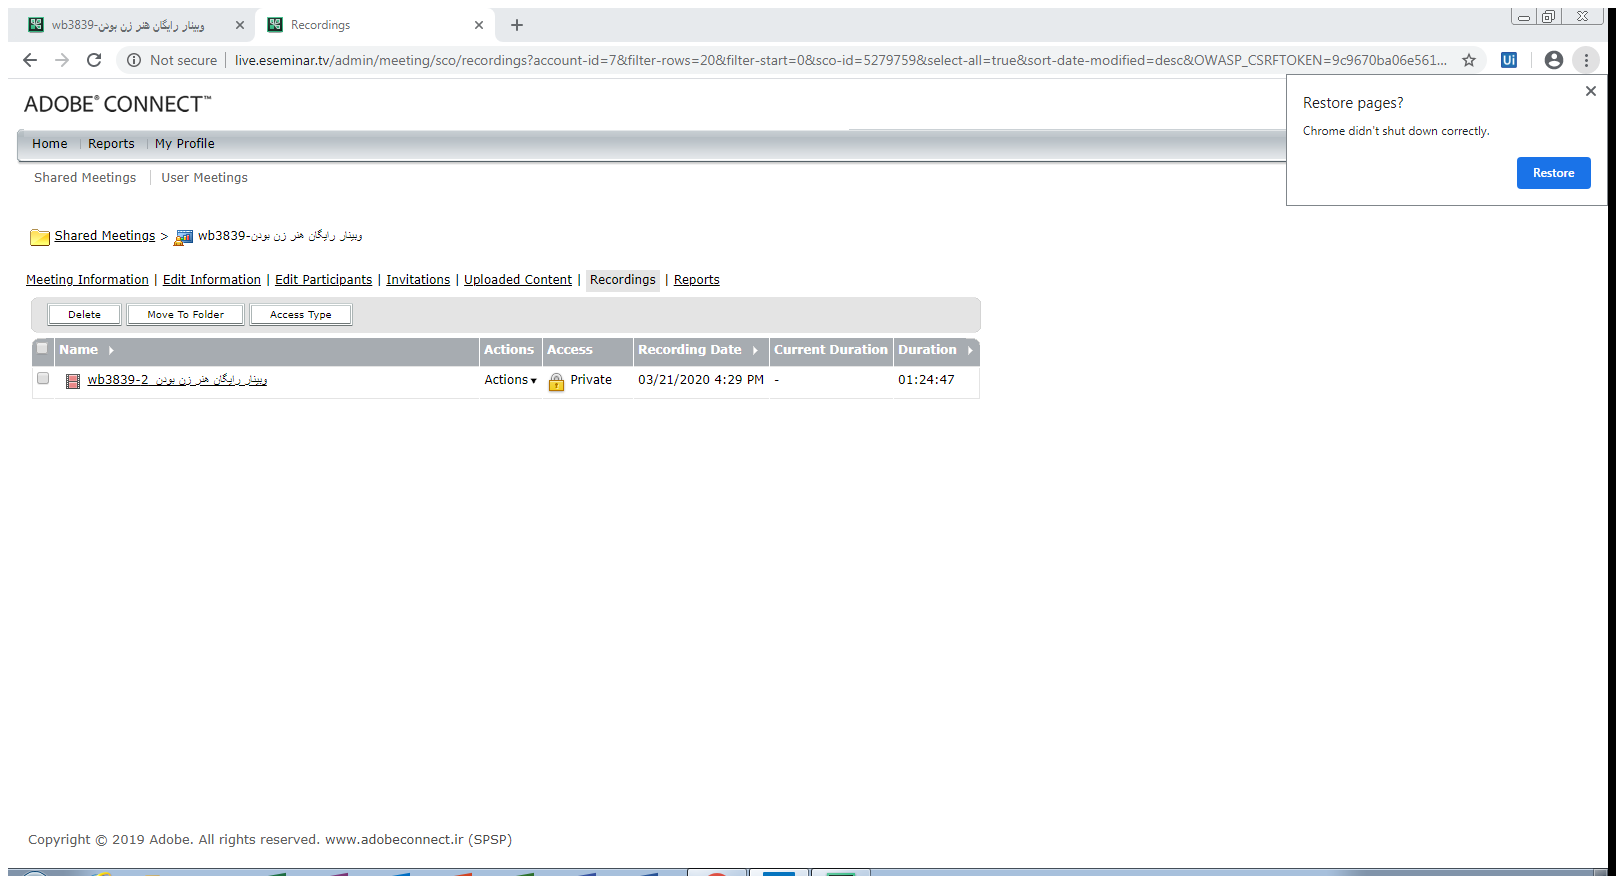 wb3839-وبینار رایگان هنر زن بودن
Recordings
Not secure
live.eseminar.tv/admin/meeting/sco/recordings?account-id=7&filter-rows=20&filter-start=0&sco-id=5279759&select-all=true&sort-date-modified=desc&OWASP_CSRFTOKEN=9c9670ba06e561...
Ui
Restore pages?
Chrome didn't shut down correctly.
Restore
ADOBE® CONNECT™
Home Reports My Profile
Shared Meetings User Meetings
Shared Meetings > wb3839-وبینار رایگان هنر زن بودن
Meeting Information | Edit Information | Edit Participants | Invitations | Uploaded Content | Recordings | Reports
Delete Move To Folder Access Type
Name Actions Access Recording Date Current Duration Duration
wb3839-2_وبینار رایگان هنر زن بودن Actions Private 03/21/2020 4:29 PM - 01:24:47
Copyright © 2019 Adobe. All rights reserved. www.adobeconnect.ir (SPSP)